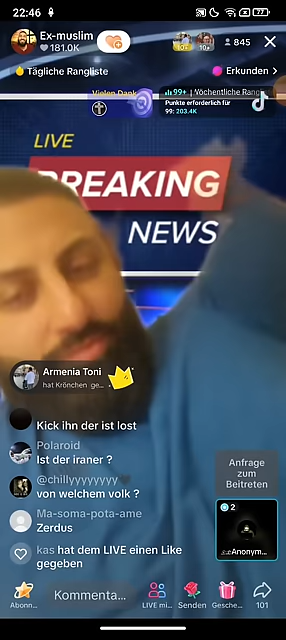 22:46
77
Ex-muslim
181.0K
10+
10+
845
Tägliche Rangliste
Erkunden >
Vielen Dank
99+ | Wöchentliche Rang
Punkte erforderlich für
99: 203.4K
LIVE
BREAKING
NEWS
Armenia Toni
hat Krönchen ge...
Kick ihn der ist lost
Polaroid
Ist der iraner ?
@chillyyyyyyyy
von welchem volk ?
Ma-soma-pota-ame
Zerdus
kas hat dem LIVE einen Like
gegeben
Anfrage
zum
Beitreten
2
Anonym...
Abonn...
Kommenta...
LIVE mi...
Senden
Gesche...
101